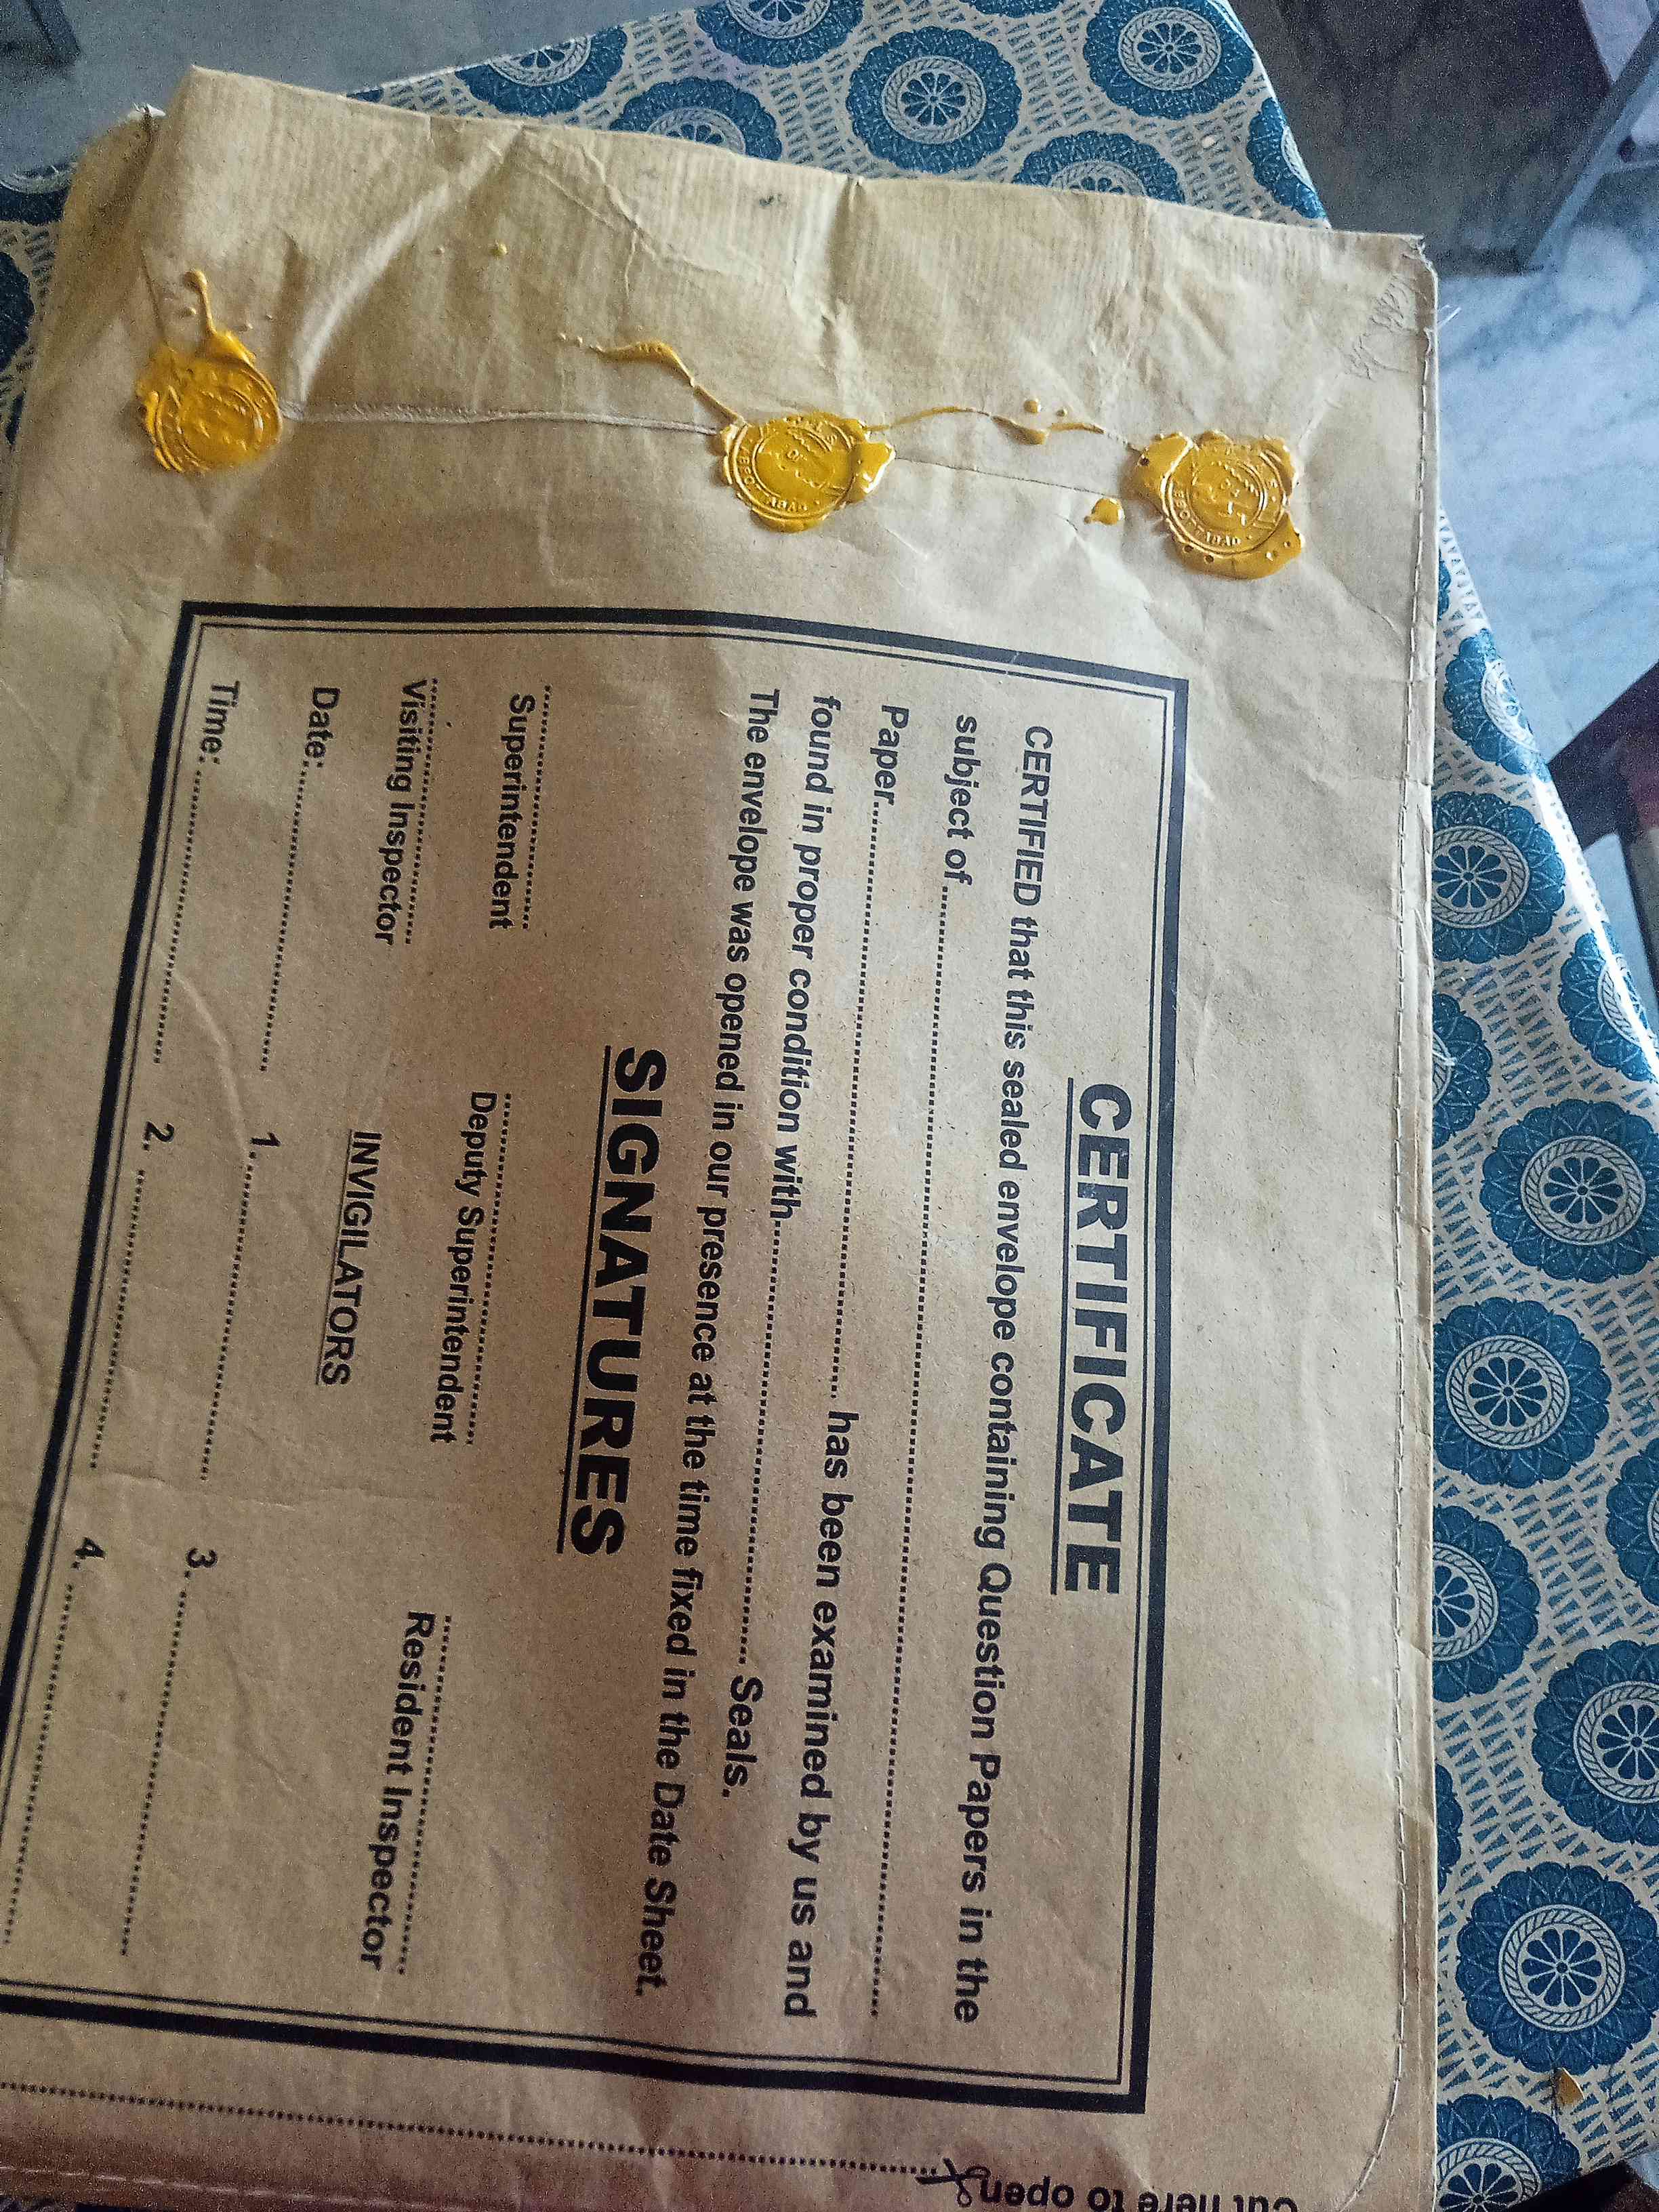 CERTIFICATE
CERTIFIED that this sealed envelope containing Question Papers in the
subject of ..........................................................................
Paper.................................................................. has been examined by us and
found in proper condition with.......................................... Seals.
The envelope was opened in our presence at the time fixed in the Date Sheet.
SIGNATURES
Superintendent
Deputy Superintendent
Resident Inspector
Visiting Inspector
INVIGILATORS
Date:..............................
1...............................
3...............................
Time: ..............................
2. ..............................
4. ..............................
cut here to open
ABBOTTABAD